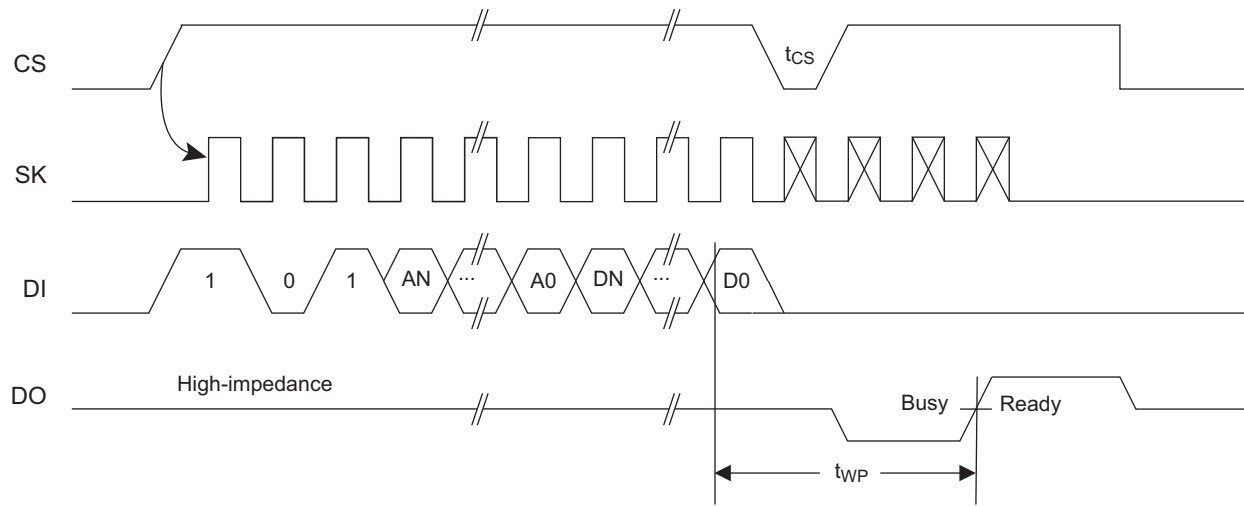 CS
tCS
SK
DI
1 0 1 AN ... A0 DN ... D0
DO
High-impedance
Busy Ready
tWP